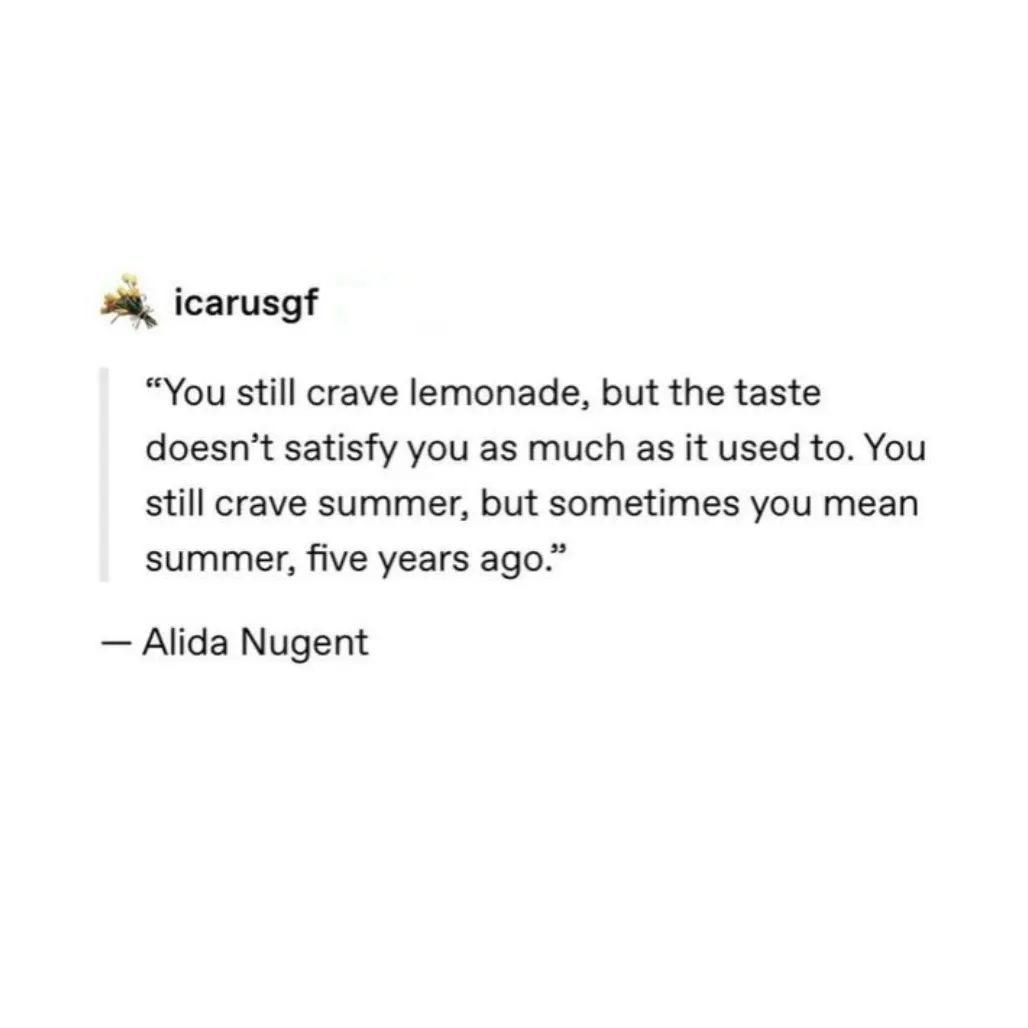 icarusgf
“You still crave lemonade, but the taste
doesn’t satisfy you as much as it used to. You
still crave summer, but sometimes you mean
summer, five years ago.”
— Alida Nugent